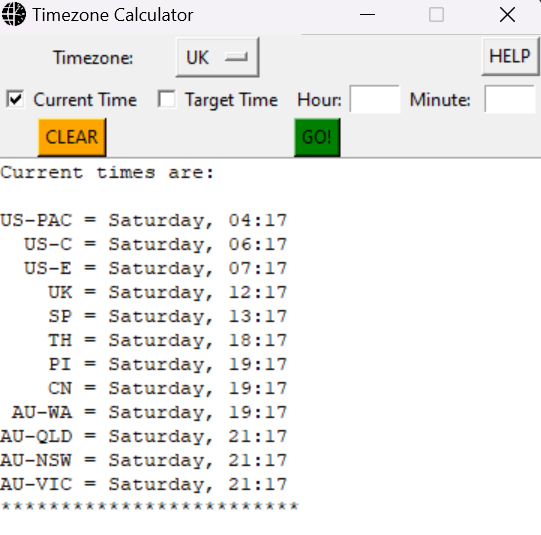 Timezone Calculator
Timezone: UK HELP
Current Time Target Time Hour: Minute:
CLEAR GO!
Current times are:
US-PAC = Saturday, 04:17
US-C = Saturday, 06:17
US-E = Saturday, 07:17
UK = Saturday, 12:17
SP = Saturday, 13:17
TH = Saturday, 18:17
PI = Saturday, 19:17
CN = Saturday, 19:17
AU-WA = Saturday, 19:17
AU-QLD = Saturday, 21:17
AU-NSW = Saturday, 21:17
AU-VIC = Saturday, 21:17
*************************